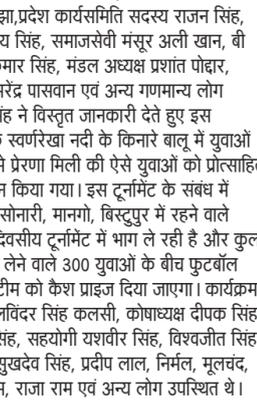 झा,प्रदेश कार्यसमिति सदस्य राजन सिंह,
य सिंह, समाजसेवी मंसूर अली खान, बी
मार सिंह, मंडल अध्यक्ष प्रशांत पोद्दार,
रेंद्र पासवान एवं अन्य गणमान्य लोग
ंह ने विस्तृत जानकारी देते हुए इस
स्वर्णरेखा नदी के किनारे बालू में युवाओं
से प्रेरणा मिली की ऐसे युवाओं को प्रोत्साहि
न किया गया। इस टूर्नामेंट के संबंध में
सोनारी, मानगो, बिस्टुपुर में रहने वाले
दिवसीय टूर्नामेंट में भाग ले रही है और कुल
लेने वाले 300 युवाओं के बीच फुटबॉल
टीम को कैश प्राइज दिया जाएगा। कार्यक्रम
लविंदर सिंह कलसी, कोषाध्यक्ष दीपक सिंह
संह, सहयोगी यशवीर सिंह, विश्वजीत सिंह
सुखदेव सिंह, प्रदीप लाल, निर्मल, मूलचंद,
राजा राम एवं अन्य लोग उपस्थित थे।